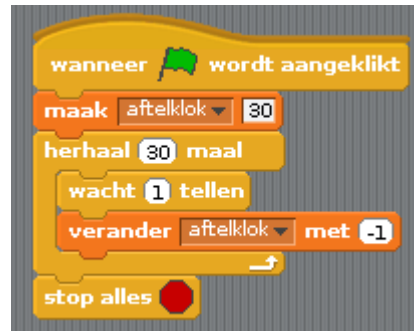 wanneer wordt aangeklikt
maak aftelklok 30
herhaal 30 maal
wacht 1 tellen
verander aftelklok met -1
stop alles